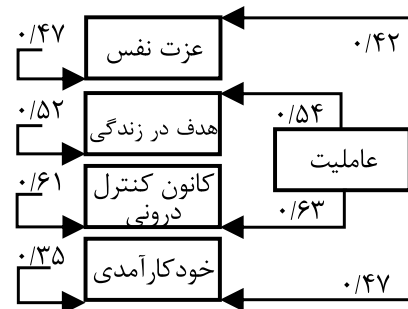 ۰/۴۷
عزت نفس
۰/۴۲
۰/۵۲
هدف در زندگی
۰/۵۴
عاملیت
۰/۶۱
کانون کنترل
درونی
۰/۶۳
۰/۳۵
خودکارآمدی
۰/۴۷